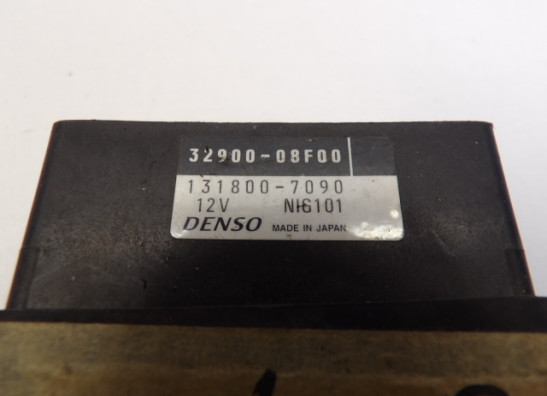 32900-08F00
131800-7090
12V NI6101
DENSO MADE IN JAPAN